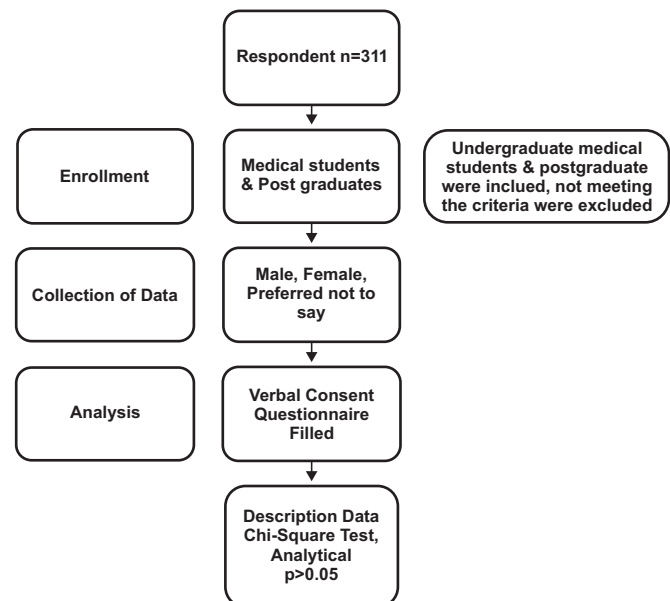 Respondent n=311
Enrollment
Medical students
& Post graduates
Undergraduate medical
students & postgraduate
were inclued, not meeting
the criteria were excluded
Collection of Data
Male, Female,
Preferred not to
say
Analysis
Verbal Consent
Questionnaire
Filled
Description Data
Chi-Square Test,
Analytical
p>0.05